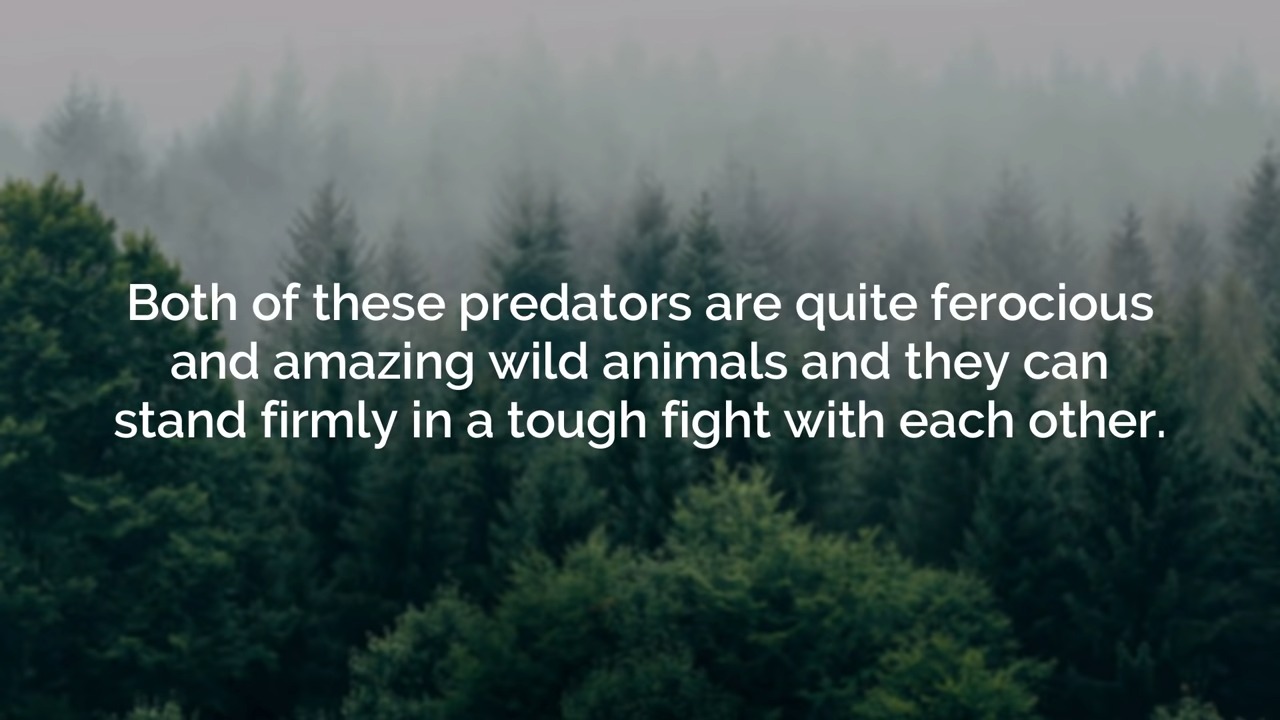 Both of these predators are quite ferocious
and amazing wild animals and they can
stand firmly in a tough fight with each other.